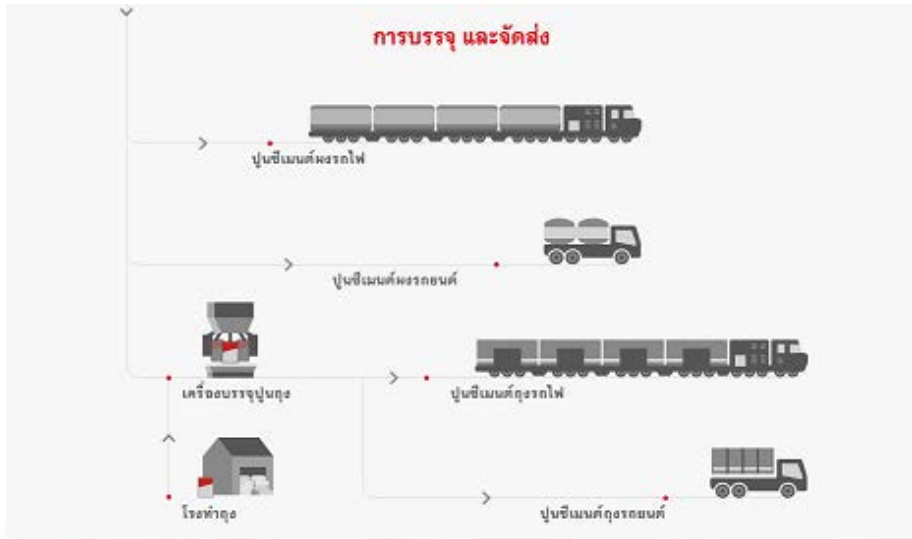 การบรรจุ และจัดส่ง
ปูนซีเมนต์ผงรถไฟ
ปูนซีเมนต์ผงรถยนต์
เครื่องบรรจุปูนถุง
ปูนซีเมนต์ถุงรถไฟ
โรงทำถุง
ปูนซีเมนต์ถุงรถยนต์